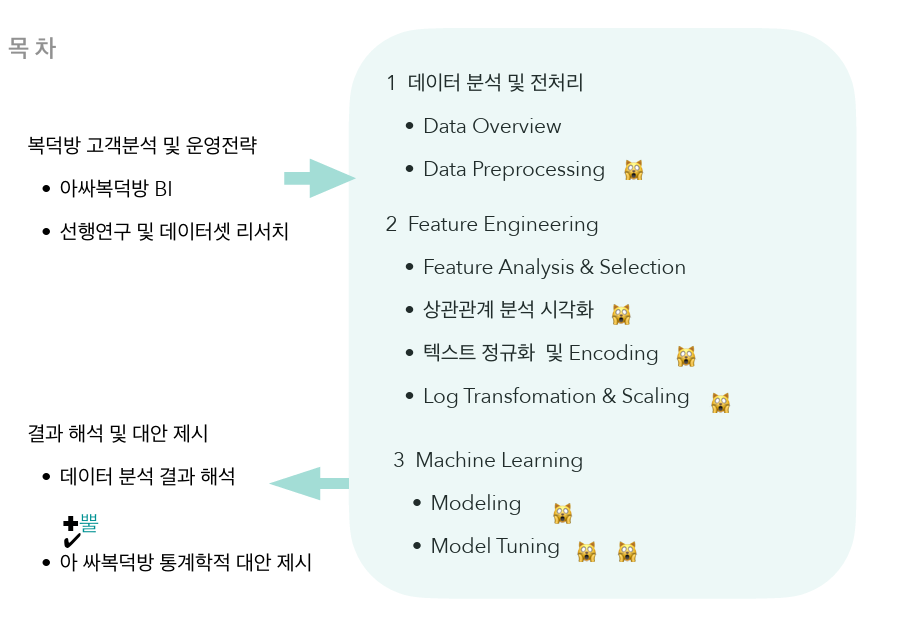 목 차
복덕방 고객분석 및 운영전략
• 아싸복덕방 BI
• 선행연구 및 데이터셋 리서치
1 데이터 분석 및 전처리
• Data Overview
• Data Preprocessing 🙀
2 Feature Engineering
• Feature Analysis & Selection
• 상관관계 분석 시각화 🙀
• 텍스트 정규화 및 Encoding 🙀
• Log Transfomation & Scaling 🙀
3 Machine Learning
• Modeling 🙀
• Model Tuning 🙀 🙀
결과 해석 및 대안 제시
• 데이터 분석 결과 해석
➕뿔
✔
• 아 싸복덕방 통계학적 대안 제시